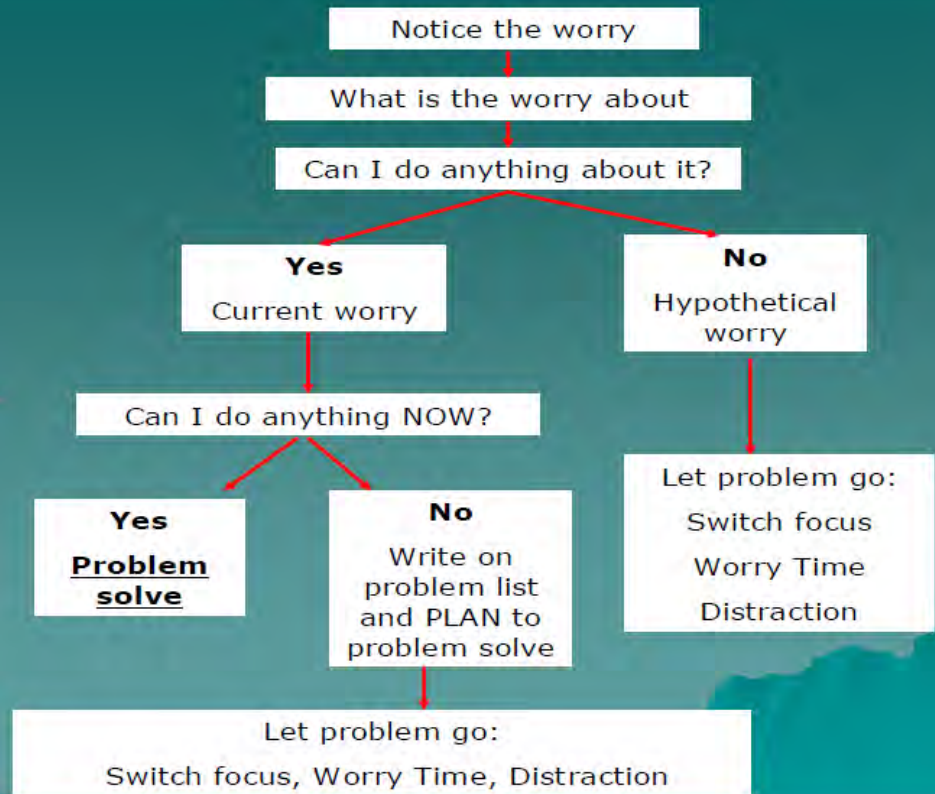 Notice the worry
What is the worry about
Can I do anything about it?
Yes
Current worry
No
Hypothetical
worry
Can I do anything NOW?
Yes
Problem
solve
No
Write on
problem list
and PLAN to
problem solve
Let problem go:
Switch focus
Worry Time
Distraction
Let problem go:
Switch focus, Worry Time, Distraction